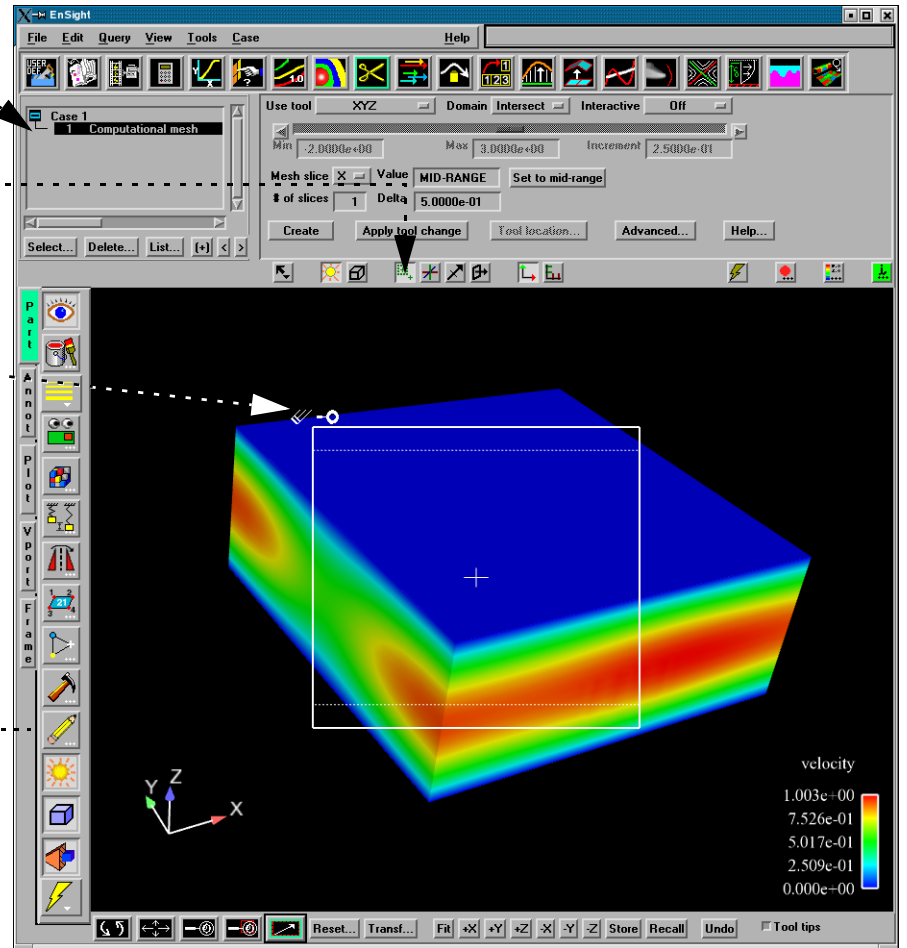 X EnSight
File Edit Query View Tools Case Help
USER DEF
1.0
123
Use tool XYZ Domain Intersect Interactive Off
Case 1
1 Computational mesh
Min -2.0000e+00 Max 3.0000e+00 Increment 2.5000e-01
Mesh slice X Value MID-RANGE Set to mid-range
# of slices 1 Delta 5.0000e-01
Create Apply tool change Tool location... Advanced... Help...
Select... Delete... List... (+) < >
Part
Annot
Plot
Vport
Frame
1 2
21
3 4
velocity
1.003e+00
7.526e-01
5.017e-01
2.509e-01
0.000e+00
Y Z X
Reset... Transf... Fit +X +Y +Z -X -Y -Z Store Recall Undo Tool tips